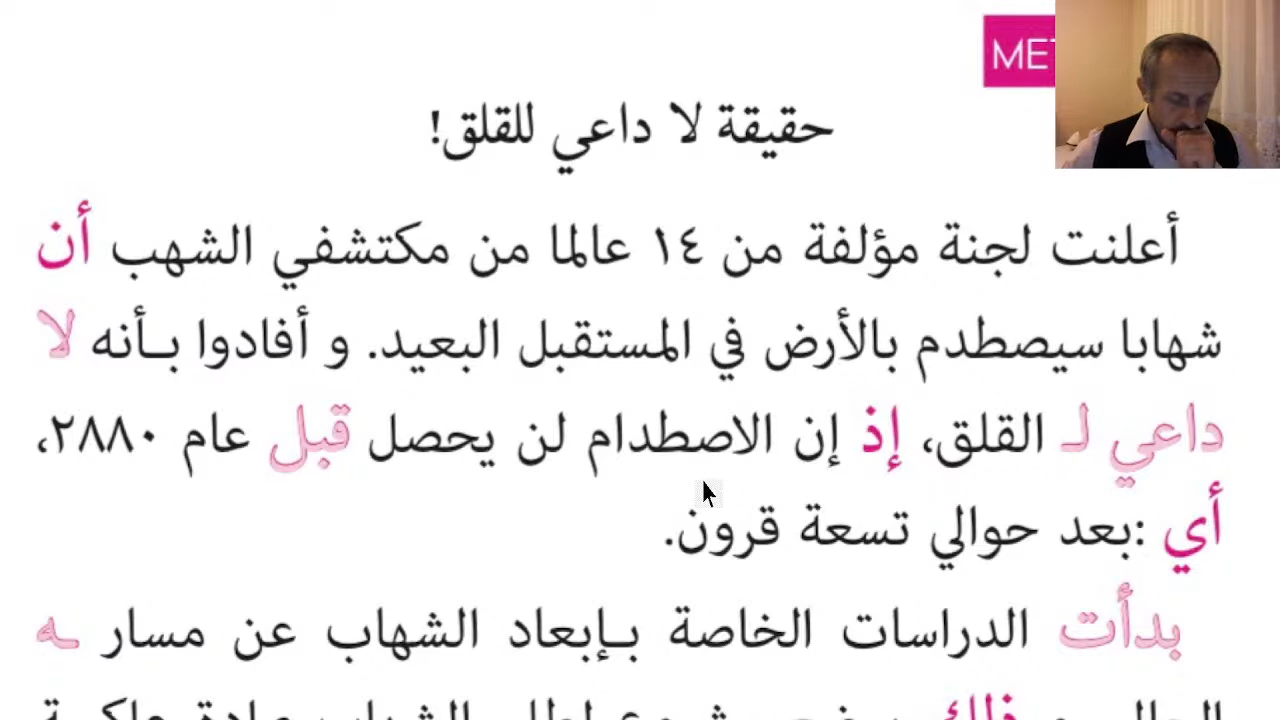 MET
حقيقة لا داعي للقلق!
أعلنت لجنة مؤلفة من ١٤ عالما من مكتشفي الشهب أن
شهابا سيصطدم بالأرض في المستقبل البعيد. و أفادوا بـأنه لا
داعي لـ القلق، إذ إن الاصطدام لن يحصل قبل عام ٢٨٨٠،
أي :بعد حوالي تسعة قرون.
بدأت الدراسات الخاصة بـإبعاد الشهاب عن مسار ـه